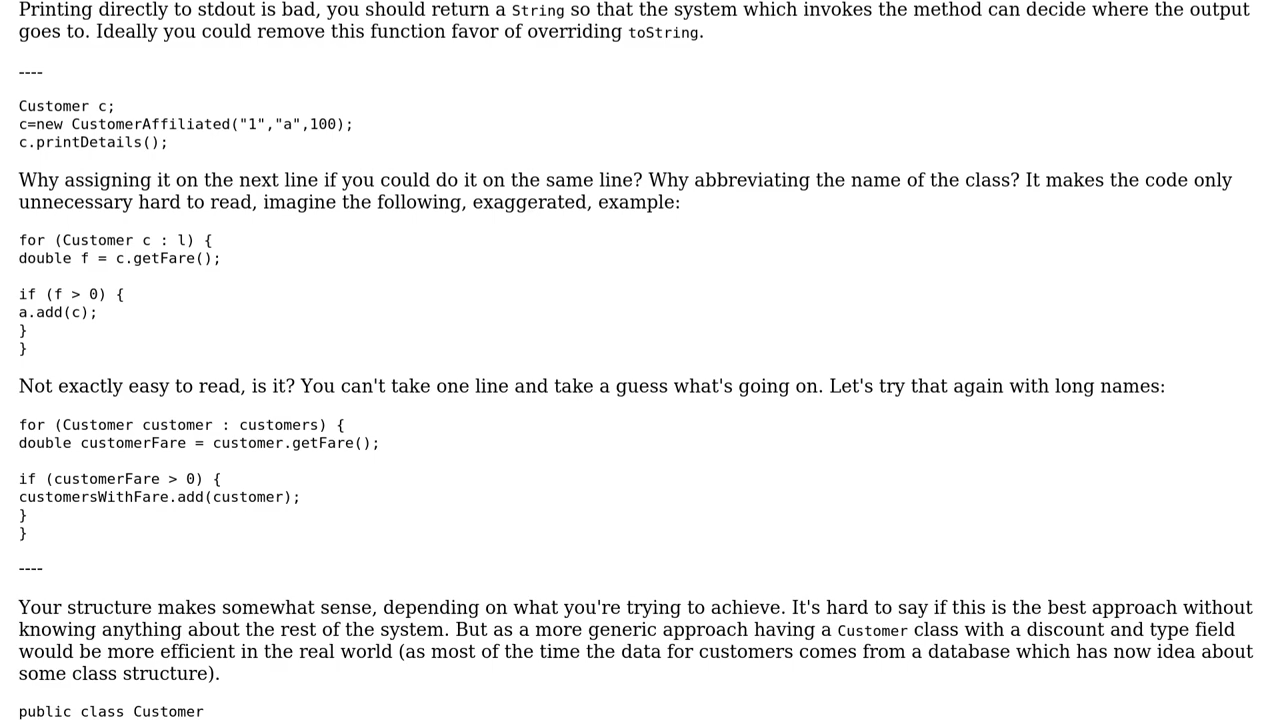 Printing directly to stdout is bad, you should return a String so that the system which invokes the method can decide where the output
goes to. Ideally you could remove this function favor of overriding toString.
----
Customer c;
c=new CustomerAffiliated("1","a",100);
c.printDetails();
Why assigning it on the next line if you could do it on the same line? Why abbreviating the name of the class? It makes the code only
unnecessary hard to read, imagine the following, exaggerated, example:
for (Customer c : l) {
double f = c.getFare();
if (f > 0) {
a.add(c);
}
}
Not exactly easy to read, is it? You can't take one line and take a guess what's going on. Let's try that again with long names:
for (Customer customer : customers) {
double customerFare = customer.getFare();
if (customerFare > 0) {
customersWithFare.add(customer);
}
}
----
Your structure makes somewhat sense, depending on what you're trying to achieve. It's hard to say if this is the best approach without
knowing anything about the rest of the system. But as a more generic approach having a Customer class with a discount and type field
would be more efficient in the real world (as most of the time the data for customers comes from a database which has now idea about
some class structure).
public class Customer